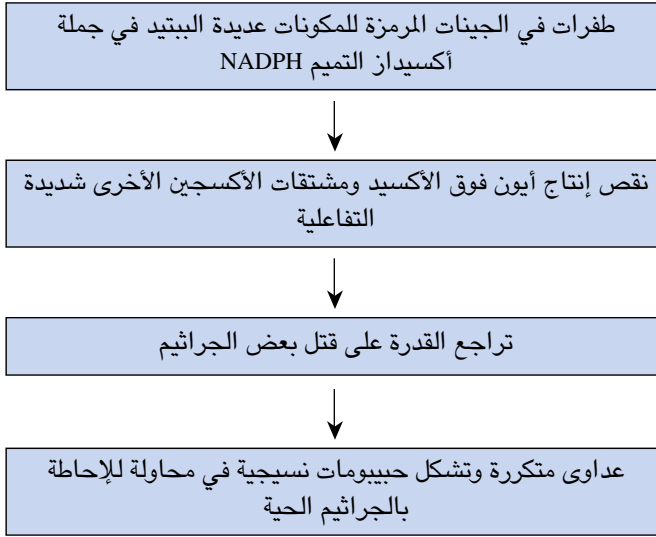 طفرات في الجينات المرمزة للمكونات عديدة الببتيد في جملة
أكسيداز التميم NADPH
نقص إنتاج أيون فوق الأكسيد ومشتقات الأكسجين الأخرى شديدة
التفاعلية
تراجع القدرة على قتل بعض الجراثيم
عداوى متكررة وتشكل حبيبومات نسيجية في محاولة للإحاطة
بالجراثيم الحية